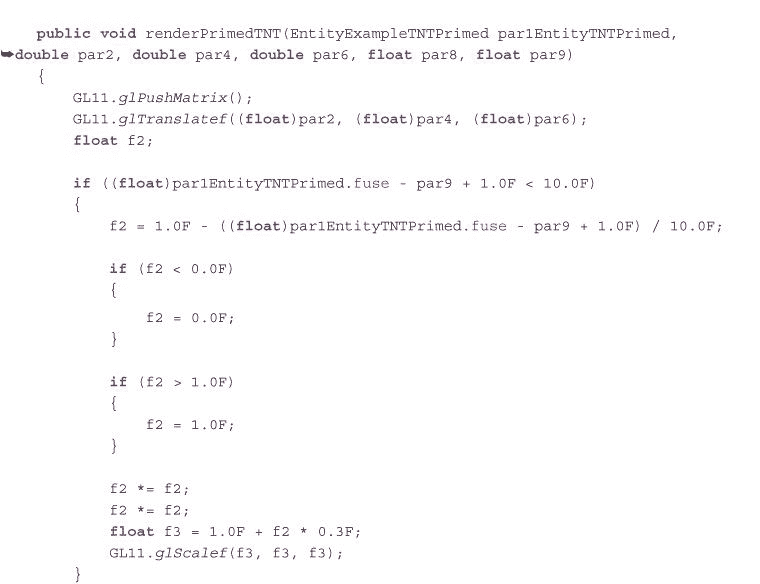 public void renderPrimedTNT(EntityExampleTNTPrimed par1EntityTNTPrimed,
➥double par2, double par4, double par6, float par8, float par9)
{
GL11.glPushMatrix();
GL11.glTranslatef((float)par2, (float)par4, (float)par6);
float f2;
if ((float)par1EntityTNTPrimed.fuse - par9 + 1.0F < 10.0F)
{
f2 = 1.0F - ((float)par1EntityTNTPrimed.fuse - par9 + 1.0F) / 10.0F;
if (f2 < 0.0F)
{
f2 = 0.0F;
}
if (f2 > 1.0F)
{
f2 = 1.0F;
}
f2 *= f2;
f2 *= f2;
float f3 = 1.0F + f2 * 0.3F;
GL11.glScalef(f3, f3, f3);
}